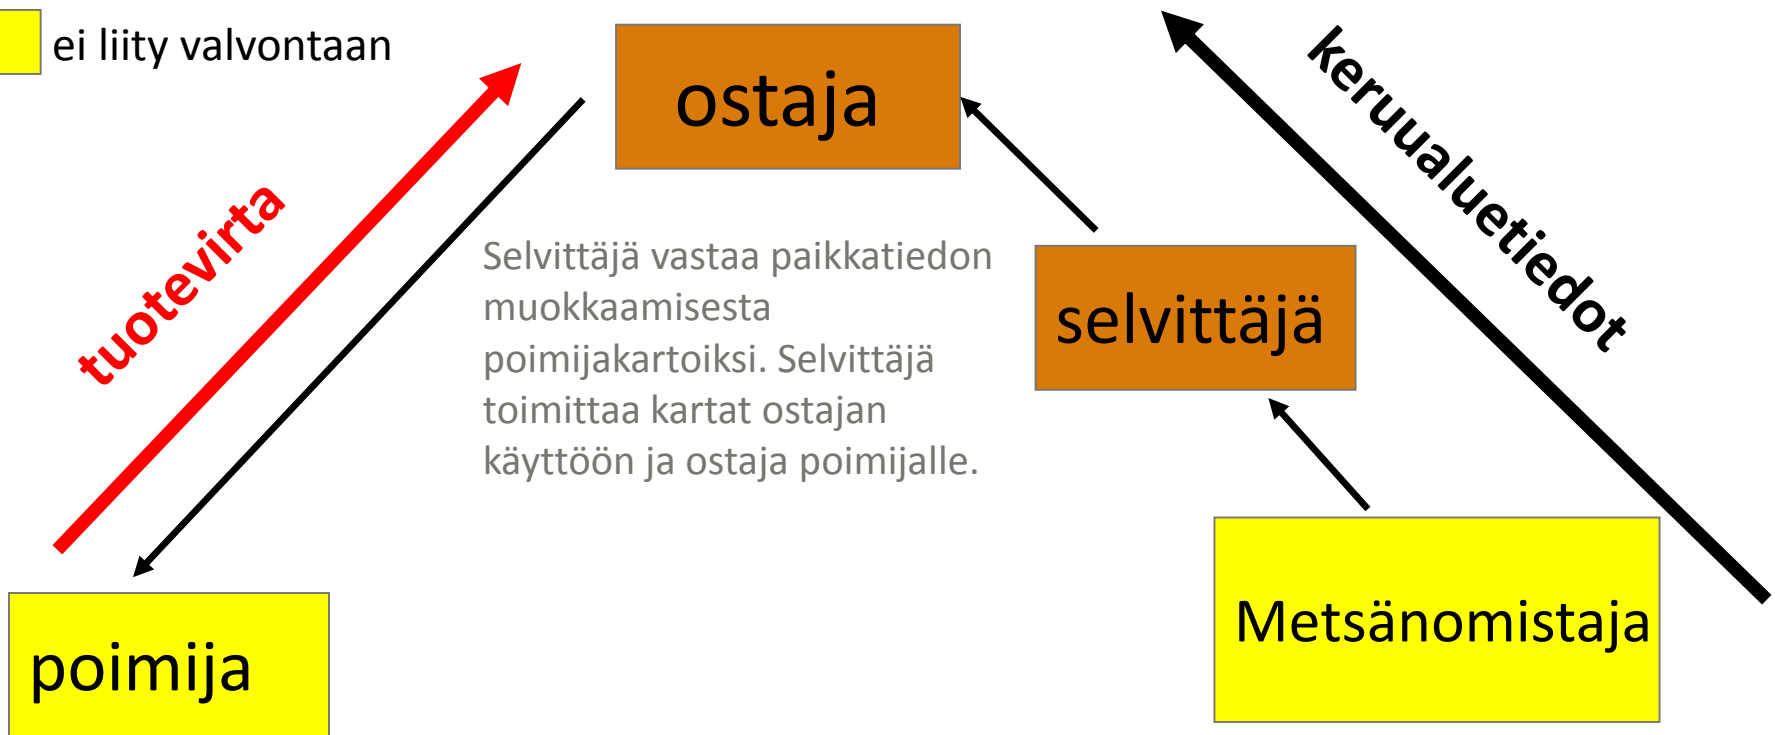 ei liity valvontaan
ostaja
keruualuetiedot
tuotevirta
Selvittäjä vastaa paikkatiedon
muokkaamisesta
poimijakartoiksi. Selvittäjä
toimittaa kartat ostajan
käyttöön ja ostaja poimijalle.
selvittäjä
Metsänomistaja
poimija